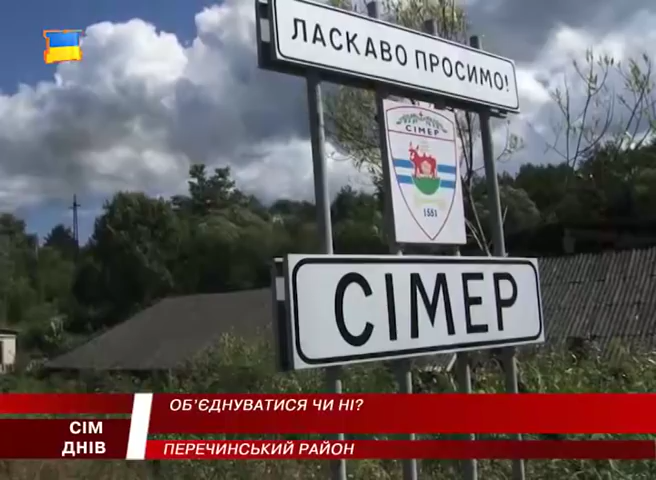 ЛАСКАВО ПРОСИМО!
СІМЕР
1551
СІМЕР
СІМ
ДНІВ
ОБ'ЄДНУВАТИСЯ ЧИ НІ?
ПЕРЕЧИНСЬКИЙ РАЙОН